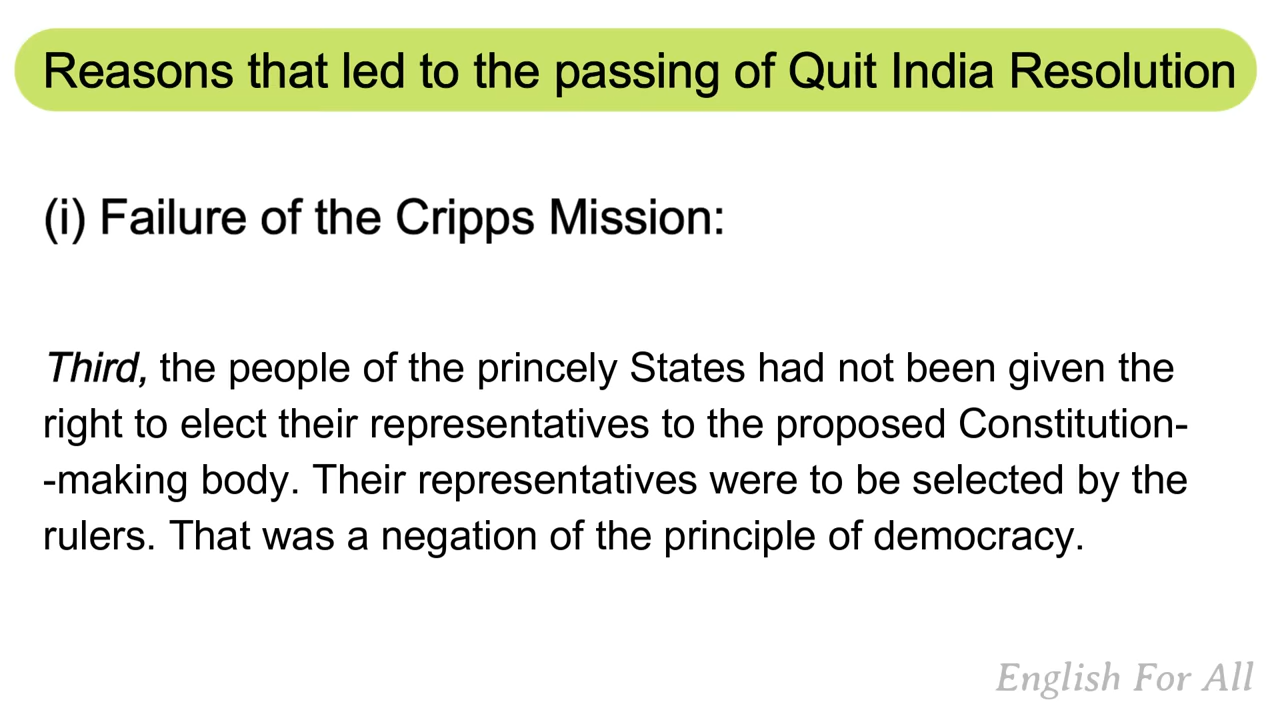 Reasons that led to the passing of Quit India Resolution
(i) Failure of the Cripps Mission:
Third, the people of the princely States had not been given the
right to elect their representatives to the proposed Constitution-
-making body. Their representatives were to be selected by the
rulers. That was a negation of the principle of democracy.
English For All